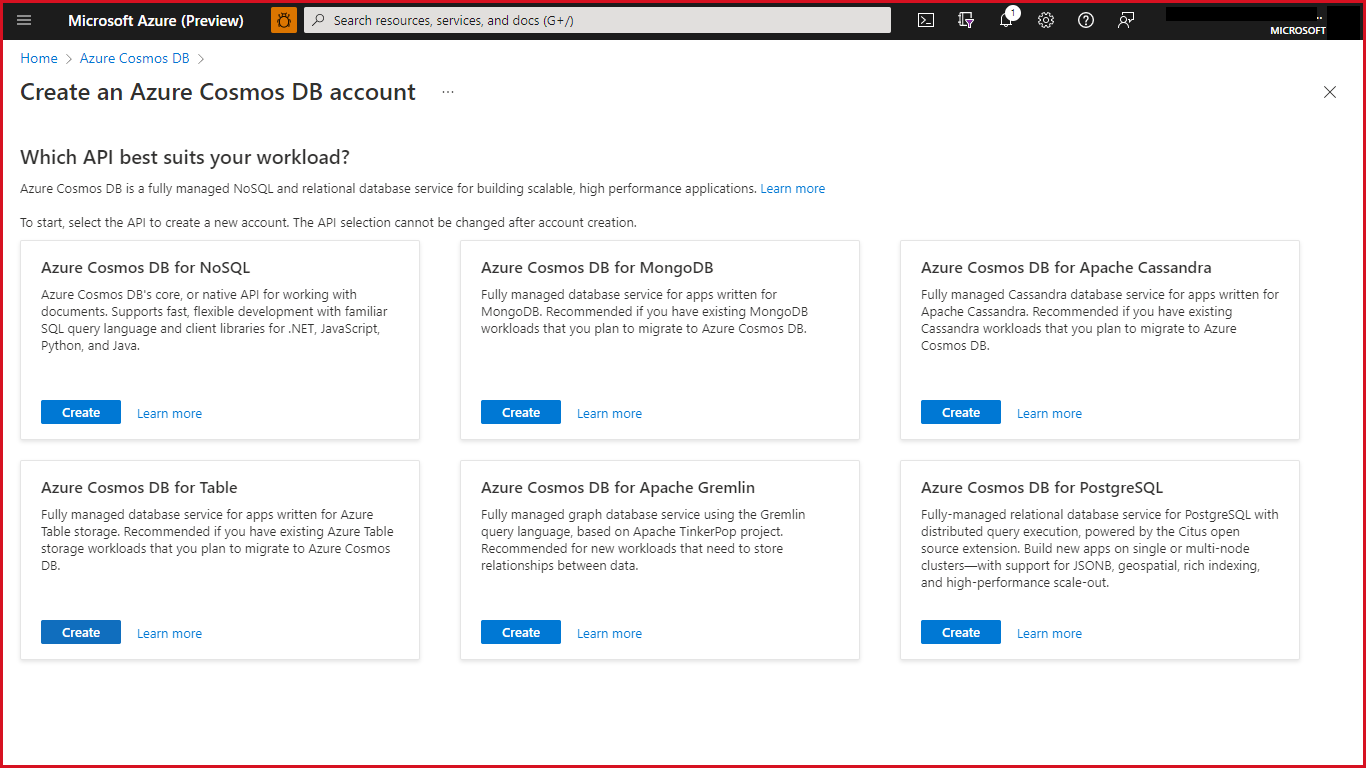 Microsoft Azure (Preview)
Search resources, services, and docs (G+/)
1
..
MICROSOFT
Home > Azure Cosmos DB >
Create an Azure Cosmos DB account ...
Which API best suits your workload?
Azure Cosmos DB is a fully managed NoSQL and relational database service for building scalable, high performance applications. Learn more
To start, select the API to create a new account. The API selection cannot be changed after account creation.
Azure Cosmos DB for NoSQL
Azure Cosmos DB's core, or native API for working with
documents. Supports fast, flexible development with familiar
SQL query language and client libraries for .NET, JavaScript,
Python, and Java.
Create Learn more
Azure Cosmos DB for MongoDB
Fully managed database service for apps written for
MongoDB. Recommended if you have existing MongoDB
workloads that you plan to migrate to Azure Cosmos DB.
Create Learn more
Azure Cosmos DB for Apache Cassandra
Fully managed Cassandra database service for apps written for
Apache Cassandra. Recommended if you have existing
Cassandra workloads that you plan to migrate to Azure
Cosmos DB.
Create Learn more
Azure Cosmos DB for Table
Fully managed database service for apps written for Azure
Table storage. Recommended if you have existing Azure Table
storage workloads that you plan to migrate to Azure Cosmos
DB.
Create Learn more
Azure Cosmos DB for Apache Gremlin
Fully managed graph database service using the Gremlin
query language, based on Apache TinkerPop project.
Recommended for new workloads that need to store
relationships between data.
Create Learn more
Azure Cosmos DB for PostgreSQL
Fully-managed relational database service for PostgreSQL with
distributed query execution, powered by the Citus open
source extension. Build new apps on single or multi-node
clusters—with support for JSONB, geospatial, rich indexing,
and high-performance scale-out.
Create Learn more